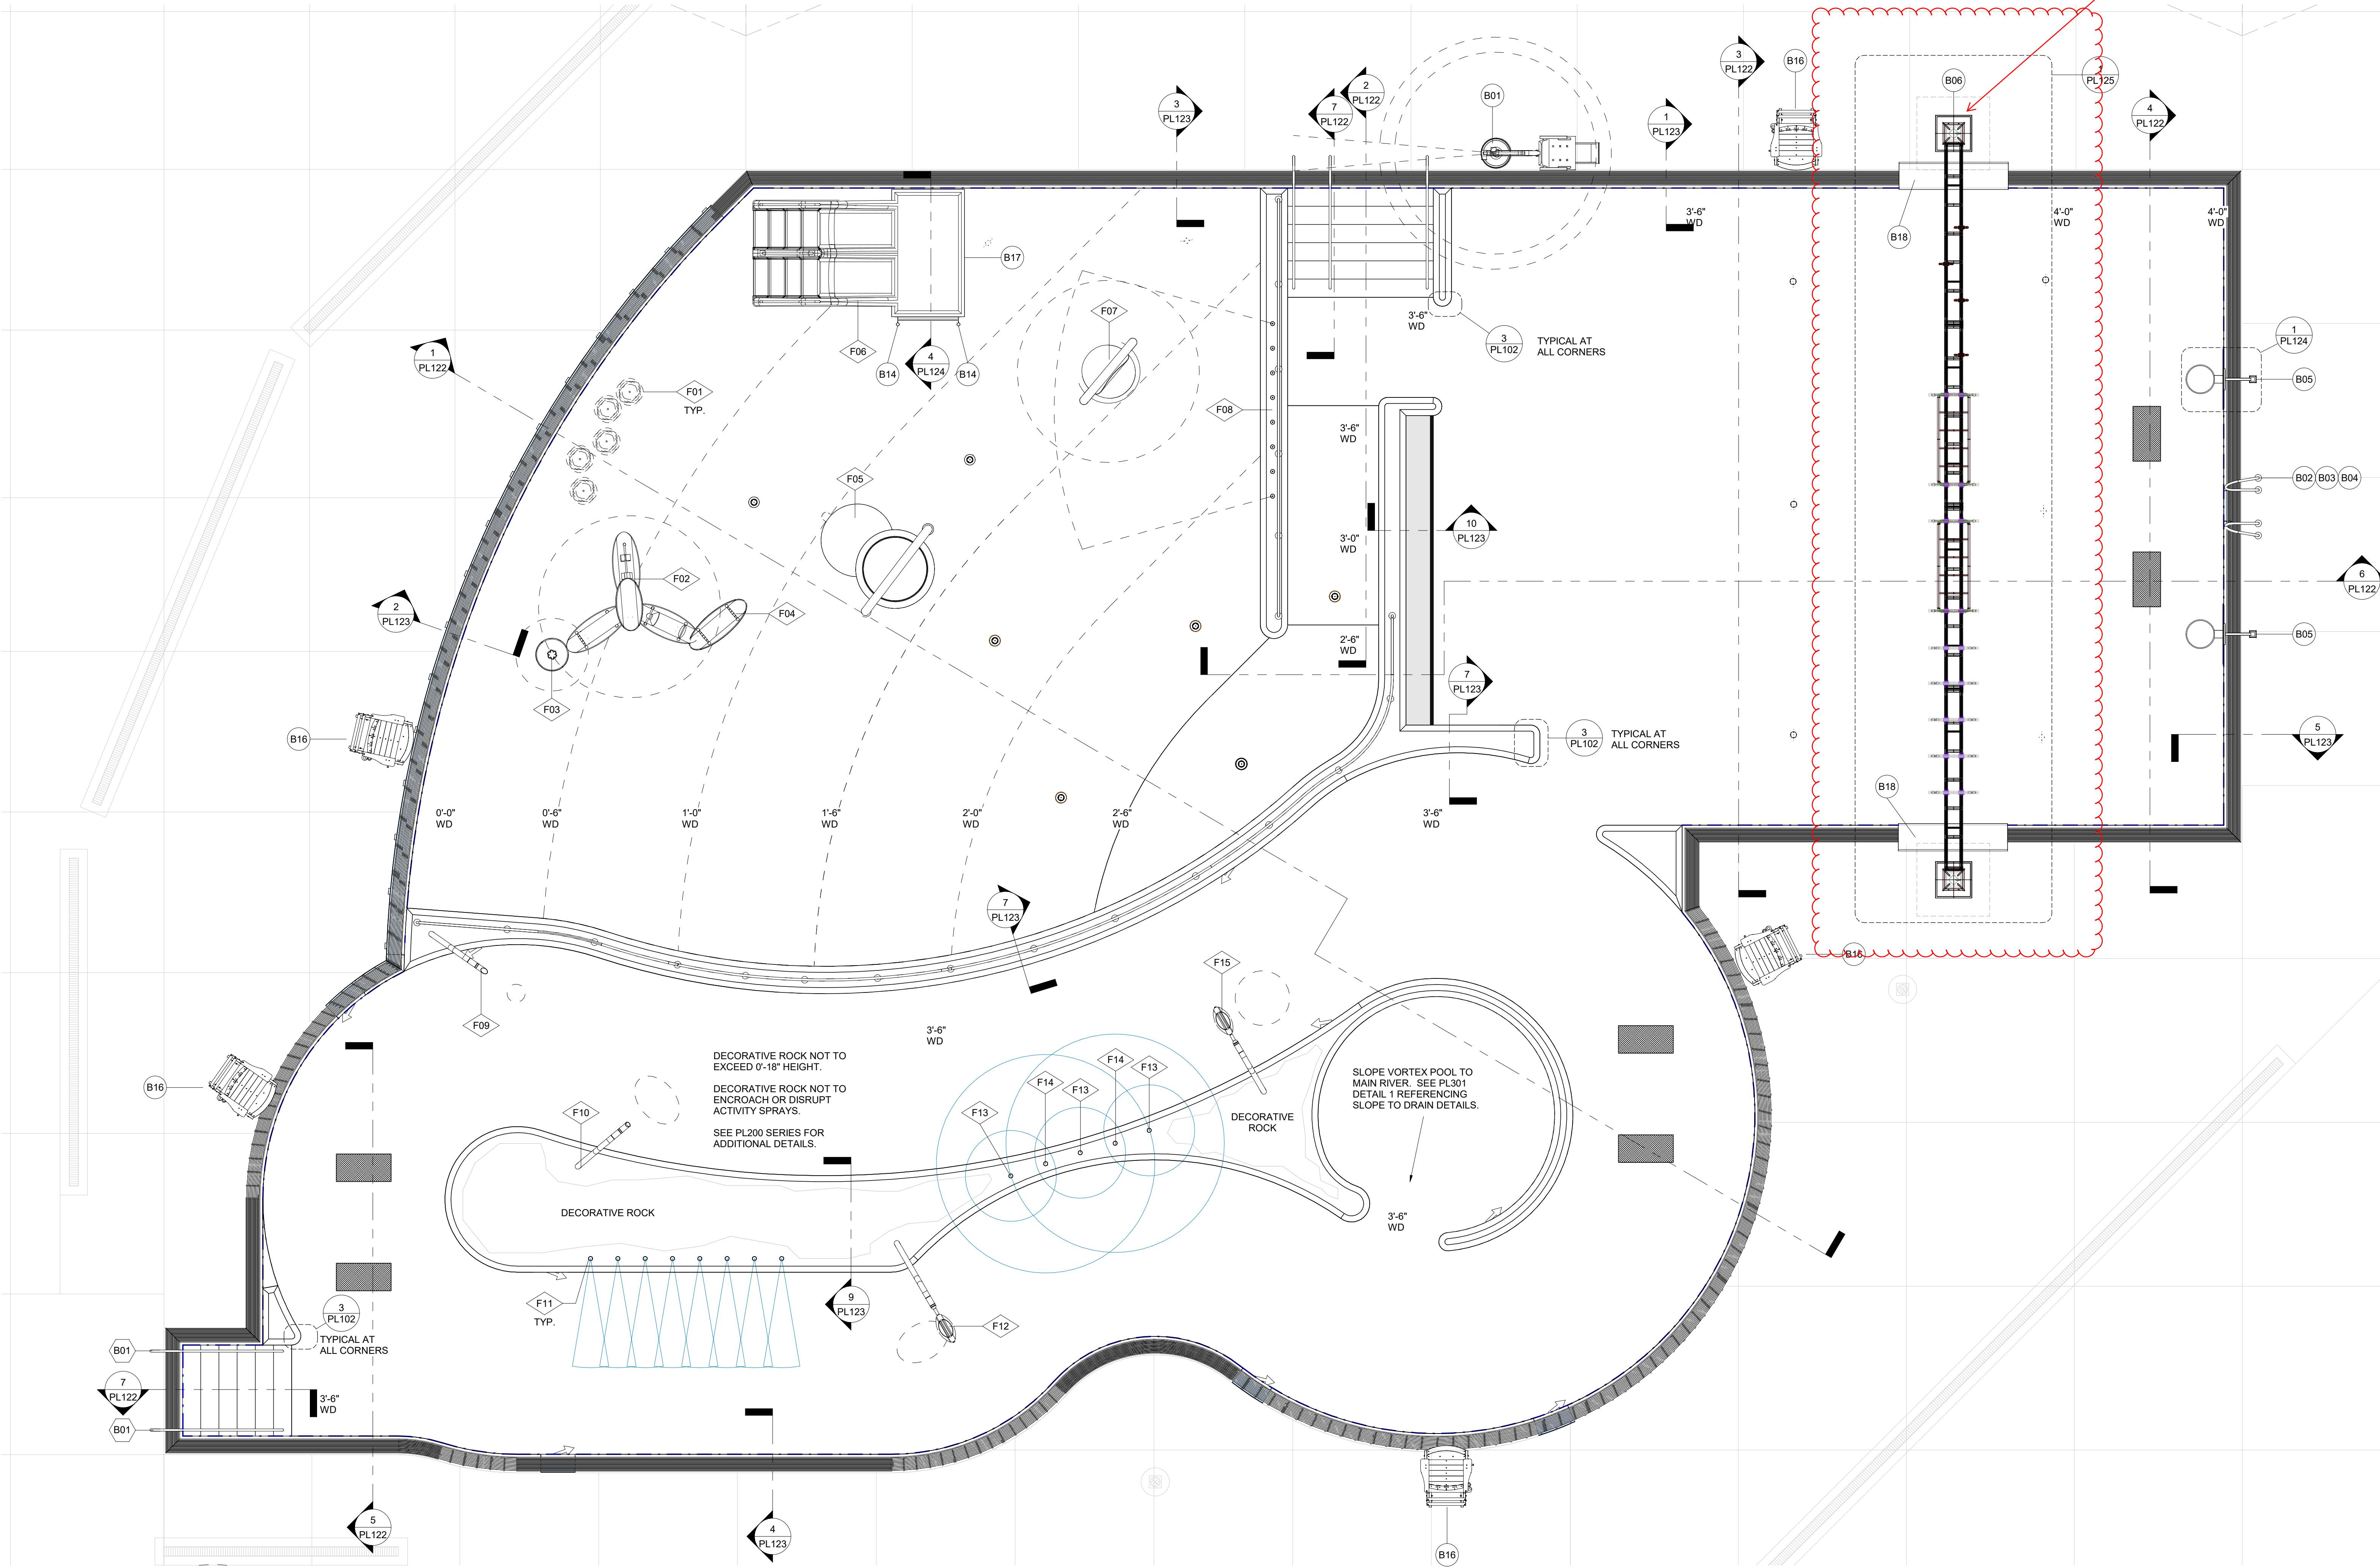 3
PL122
B16
B06
1
PL125
2
PL122
B01
3
PL123
7
PL122
1
PL123
4
PL122
3'-6"
WD
4'-0"
WD
4'-0"
WD
B18
B17
F07
3'-6"
WD
3
PL102
TYPICAL AT
ALL CORNERS
1
PL124
1
PL122
F06
B14
4
PL124
B14
B05
F01
TYP.
F08
3'-6"
WD
F05
B02
B03
B04
10
PL123
3'-0"
WD
F02
6
PL122
2
PL123
F04
B05
2'-6"
WD
7
PL123
F03
B16
3
PL102
TYPICAL AT
ALL CORNERS
5
PL123
B18
0'-0"
WD
0'-6"
WD
1'-0"
WD
1'-6"
WD
2'-0"
WD
2'-6"
WD
3'-6"
WD
7
PL123
B16
F15
F09
3'-6"
WD
DECORATIVE ROCK NOT TO
EXCEED 0'-18" HEIGHT.
DECORATIVE ROCK NOT TO
ENCROACH OR DISRUPT
ACTIVITY SPRAYS.
SEE PL200 SERIES FOR
ADDITIONAL DETAILS.
F14
F13
F14
F13
F13
SLOPE VORTEX POOL TO
MAIN RIVER. SEE PL301
DETAIL 1 REFERENCING
SLOPE TO DRAIN DETAILS.
B16
F10
DECORATIVE
ROCK
DECORATIVE ROCK
3'-6"
WD
F11
TYP.
9
PL123
F12
3
PL102
TYPICAL AT
ALL CORNERS
B01
7
PL122
3'-6"
WD
B01
5
PL122
4
PL123
B16